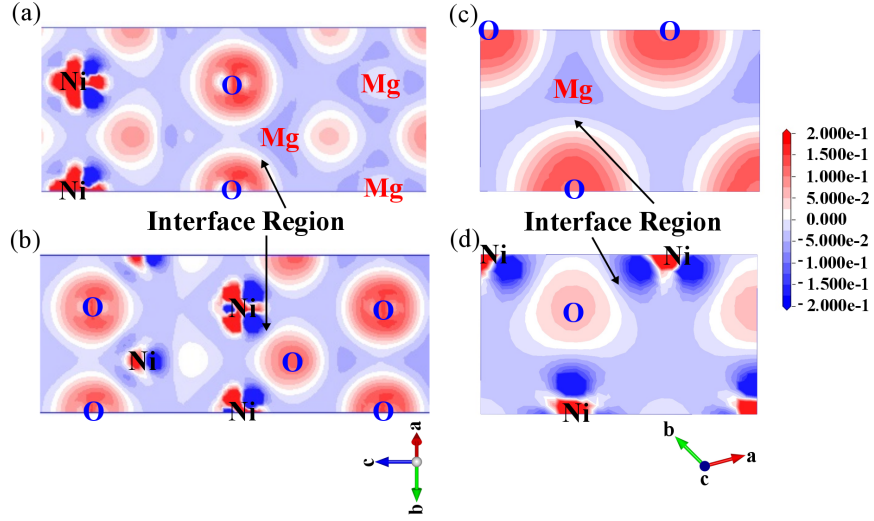 (a)
(c)
Ni
O
Mg
Mg
Ni
O
Mg
O
O
Mg
O
Interface Region
2.000e-1
1.500e-1
1.000e-1
5.000e-2
0.000
-5.000e-2
-1.000e-1
-1.500e-1
2.000e-1
(b)
(d)
O
Ni
O
Ni
O
O
Ni
O
Ni
Ni
O
Ni
Interface Region
a
c
b
b
a
c